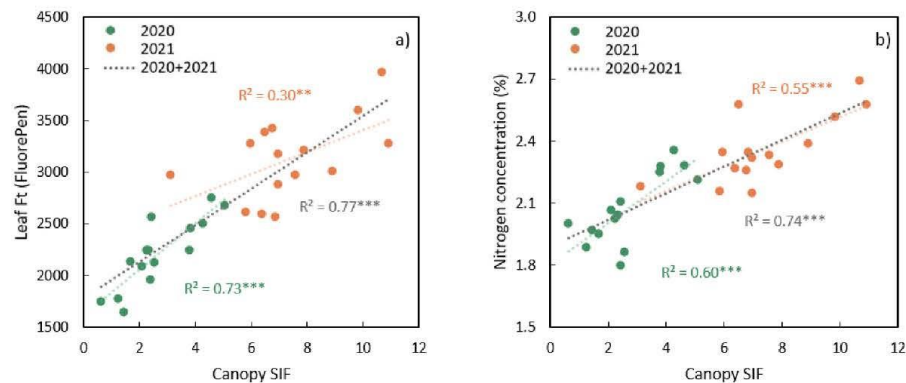 4500
4000
3500
3000
2500
2000
1500
Leaf Ft (FluorePen)
2020
2021
2020+2021
a)
R² = 0.30**
R² = 0.77***
R² = 0.73***
0 2 4 6 8 10 12
Canopy SIF
3.0
2.7
2.4
2.1
1.8
1.5
Nitrogen concentration (%)
2020
2021
2020+2021
b)
R² = 0.55***
R² = 0.74***
R² = 0.60***
0 2 4 6 8 10 12
Canopy SIF